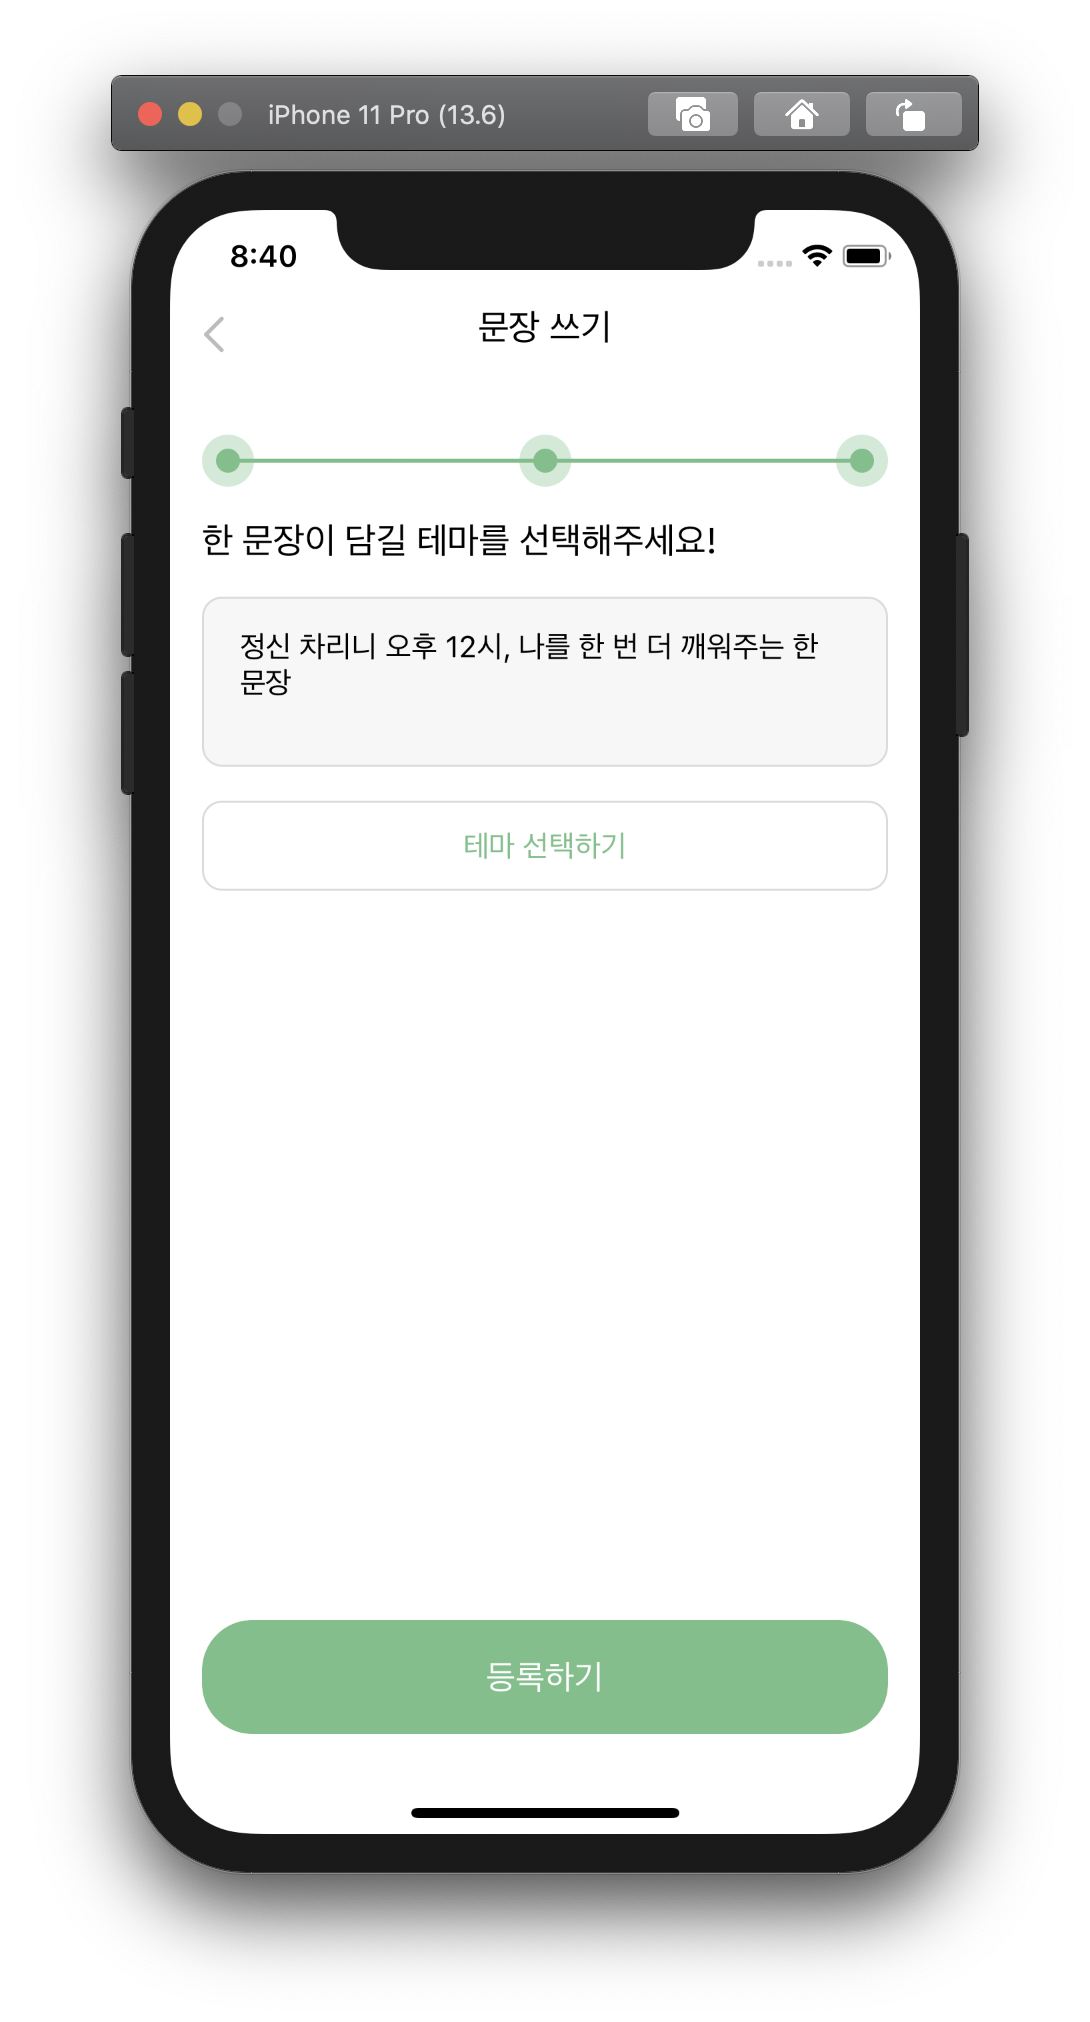 iPhone 11 Pro (13.6)
8:40
문장 쓰기
한 문장이 담길 테마를 선택해주세요!
정신 차리니 오후 12시, 나를 한 번 더 깨워주는 한
문장
테마 선택하기
등록하기